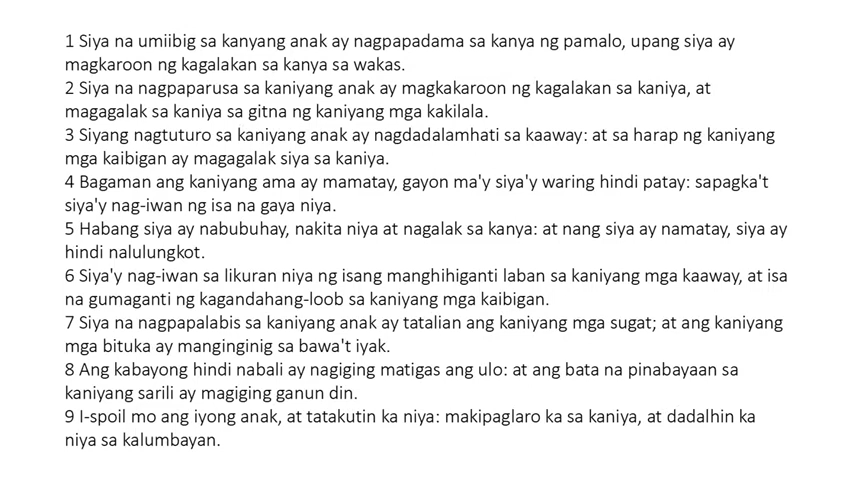 1 Siya na umiibig sa kanyang anak ay nagpapadama sa kanya ng pamalo, upang siya ay
magkaroon ng kagalakan sa kanya sa wakas.
2 Siya na nagpaparusa sa kaniyang anak ay magkakaroon ng kagalakan sa kaniya, at
magagalak sa kaniya sa gitna ng kaniyang mga kakilala.
3 Siyang nagtuturo sa kaniyang anak ay nagdadalamhati sa kaaway: at sa harap ng kaniyang
mga kaibigan ay magagalak siya sa kaniya.
4 Bagaman ang kaniyang ama ay mamatay, gayon ma'y siya'y waring hindi patay: sapagka't
siya'y nag-iwan ng isa na gaya niya.
5 Habang siya ay nabubuhay, nakita niya at nagalak sa kanya: at nang siya ay namatay, siya ay
hindi nalulungkot.
6 Siya'y nag-iwan sa likuran niya ng isang manghihiganti laban sa kaniyang mga kaaway, at isa
na gumaganti ng kagandahang-loob sa kaniyang mga kaibigan.
7 Siya na nagpapalabis sa kaniyang anak ay tatalian ang kaniyang mga sugat; at ang kaniyang
mga bituka ay manginginig sa bawa't iyak.
8 Ang kabayong hindi nabali ay nagiging matigas ang ulo: at ang bata na pinabayaan sa
kaniyang sarili ay magiging ganun din.
9 I-spoil mo ang iyong anak, at tatakutin ka niya: makipaglaro ka sa kaniya, at dadalhin ka
niya sa kalumbayan.